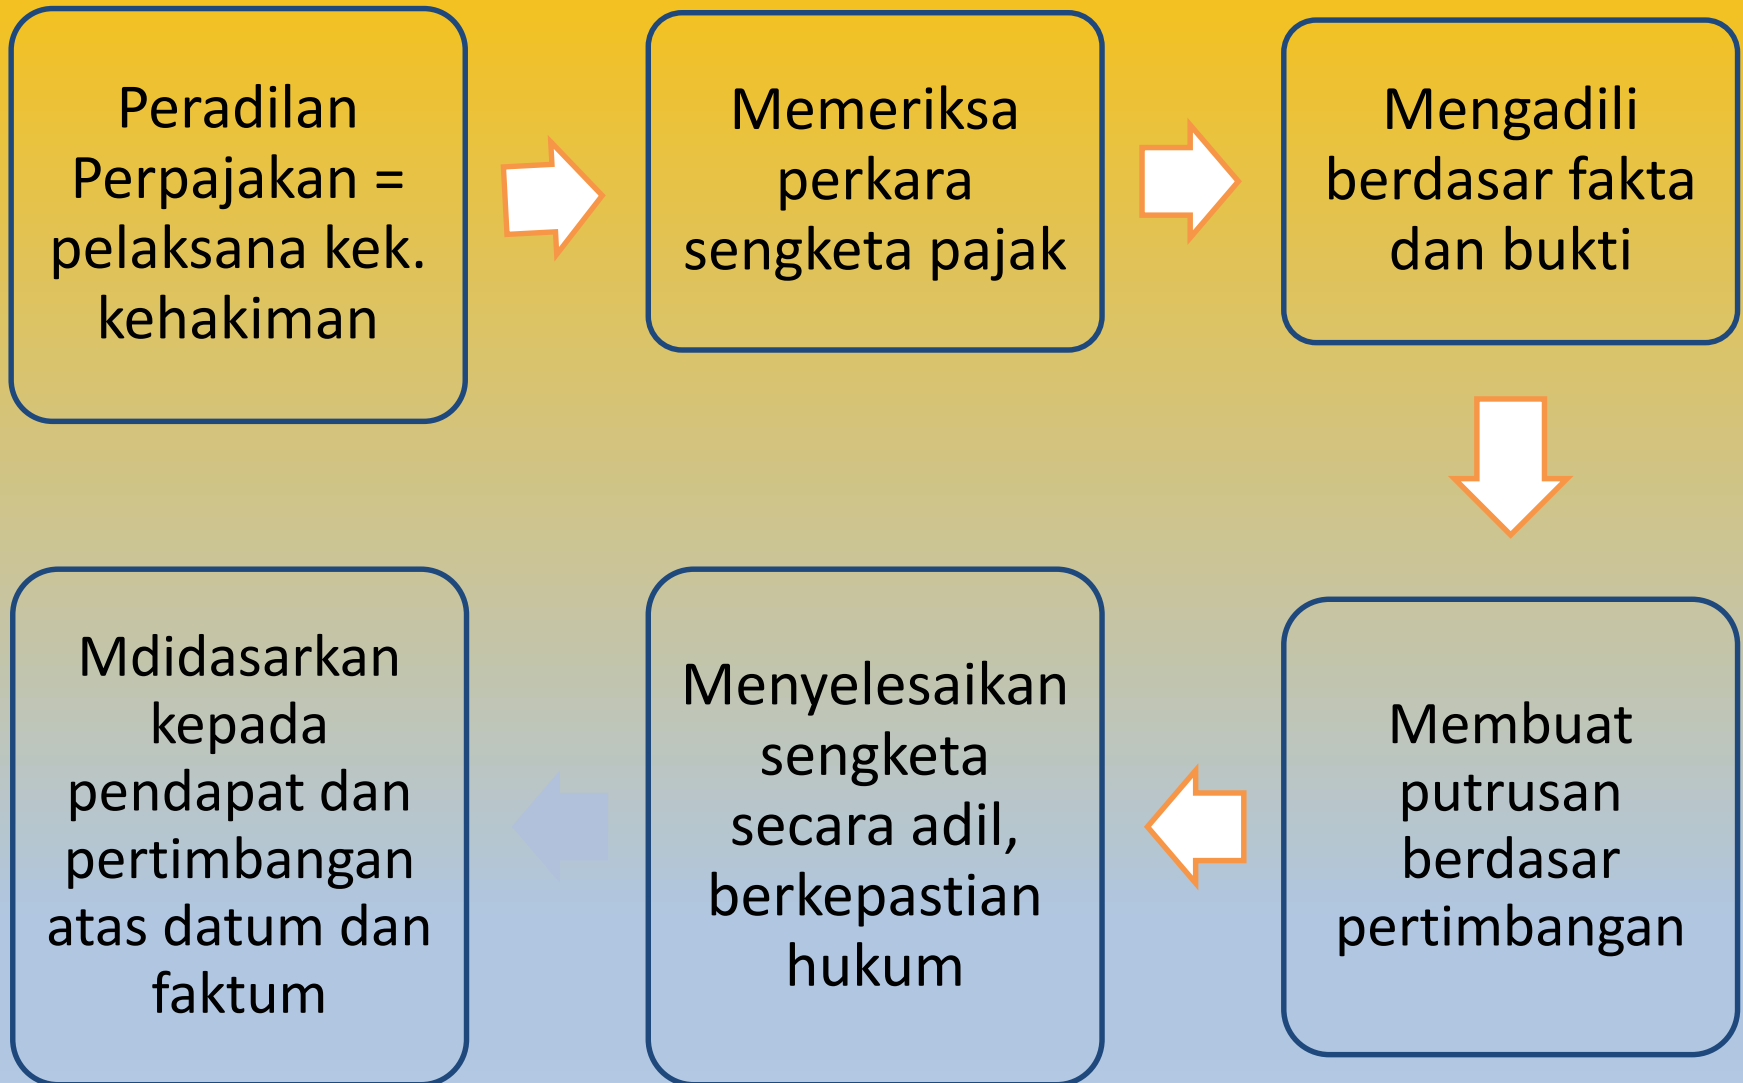 Peradilan
Perpajakan =
pelaksana kek.
kehakiman
Memeriksa
perkara
sengketa pajak
Mengadili
berdasar fakta
dan bukti
Membuat
putrusan
berdasar
pertimbangan
Menyelesaikan
sengketa
secara adil,
berkepastian
hukum
Mdidasarkan
kepada
pendapat dan
pertimbangan
atas datum dan
faktum